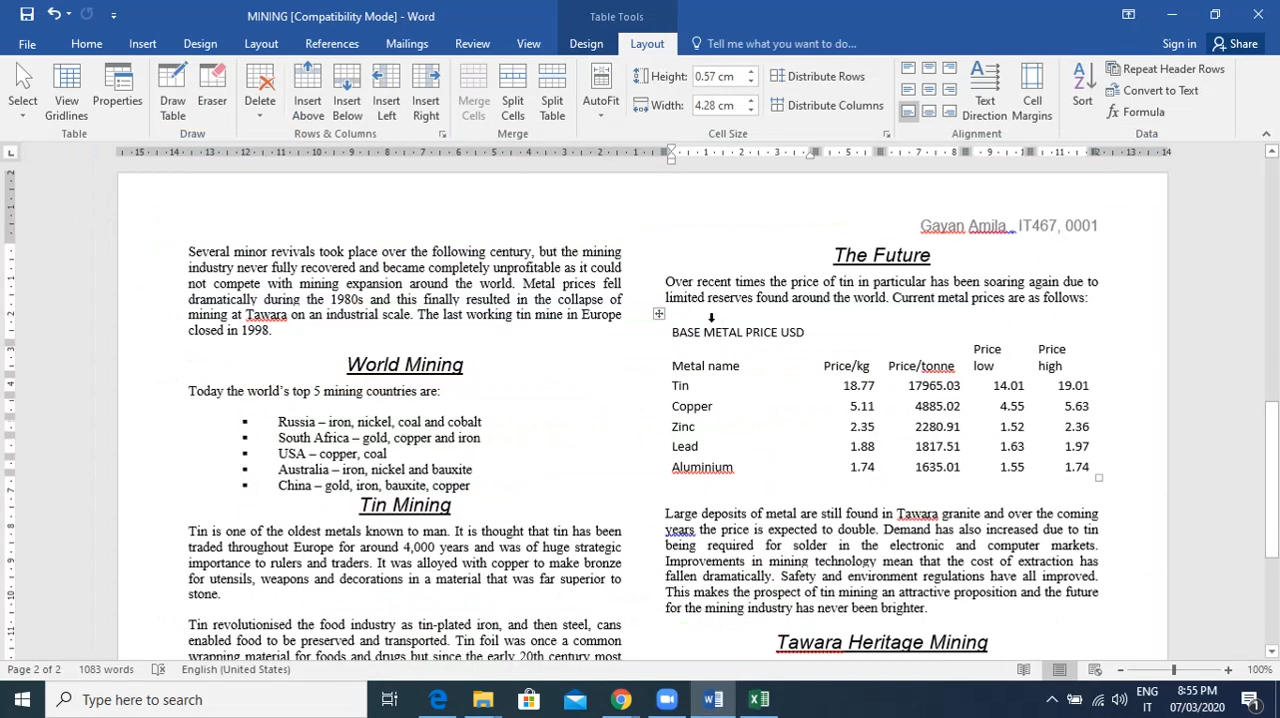 MINING [Compatibility Mode] - Word
Table Tools
File Home Insert Design Layout References Mailings Review View Design Layout Tell me what you want to do... Sign in Share
Select View Gridlines Properties
Draw Table Eraser
Delete Insert Above Insert Below Insert Left Insert Right
Merge Cells Split Cells Split Table
AutoFit
Height: 0.57 cm Distribute Rows
Width: 4.28 cm Distribute Columns
Text Direction Cell Margins
Sort
Repeat Header Rows
Convert to Text
Formula
Table Draw Rows & Columns Merge Cell Size Alignment Data
Gayan Amila IT467, 0001
Several minor revivals took place over the following century, but the mining
industry never fully recovered and became completely unprofitable as it could
not compete with mining expansion around the world. Metal prices fell
dramatically during the 1980s and this finally resulted in the collapse of
mining at Tawara on an industrial scale. The last working tin mine in Europe
closed in 1998.
World Mining
Today the world's top 5 mining countries are:
▪ Russia – iron, nickel, coal and cobalt
▪ South Africa – gold, copper and iron
▪ USA – copper, coal
▪ Australia – iron, nickel and bauxite
▪ China – gold, iron, bauxite, copper
Tin Mining
Tin is one of the oldest metals known to man. It is thought that tin has been
traded throughout Europe for around 4,000 years and was of huge strategic
importance to rulers and traders. It was alloyed with copper to make bronze
for utensils, weapons and decorations in a material that was far superior to
stone.
Tin revolutionised the food industry as tin-plated iron, and then steel, cans
enabled food to be preserved and transported. Tin foil was once a common
wrapping material for foods and drugs but since the early 20th century most
The Future
Over recent times the price of tin in particular has been soaring again due to
limited reserves found around the world. Current metal prices are as follows:
BASE METAL PRICE USD
Metal name Price/kg Price/tonne Price low Price high
Tin 18.77 17965.03 14.01 19.01
Copper 5.11 4885.02 4.55 5.63
Zinc 2.35 2280.91 1.52 2.36
Lead 1.88 1817.51 1.63 1.97
Aluminium 1.74 1635.01 1.55 1.74
Large deposits of metal are still found in Tawara granite and over the coming
years the price is expected to double. Demand has also increased due to tin
being required for solder in the electronic and computer markets.
Improvements in mining technology mean that the cost of extraction has
fallen dramatically. Safety and environment regulations have all improved.
This makes the prospect of tin mining an attractive proposition and the future
for the mining industry has never been brighter.
Tawara Heritage Mining
Page 2 of 2 1083 words English (United States) 100%
Type here to search
ENG
IT
8:55 PM
07/03/2020
1